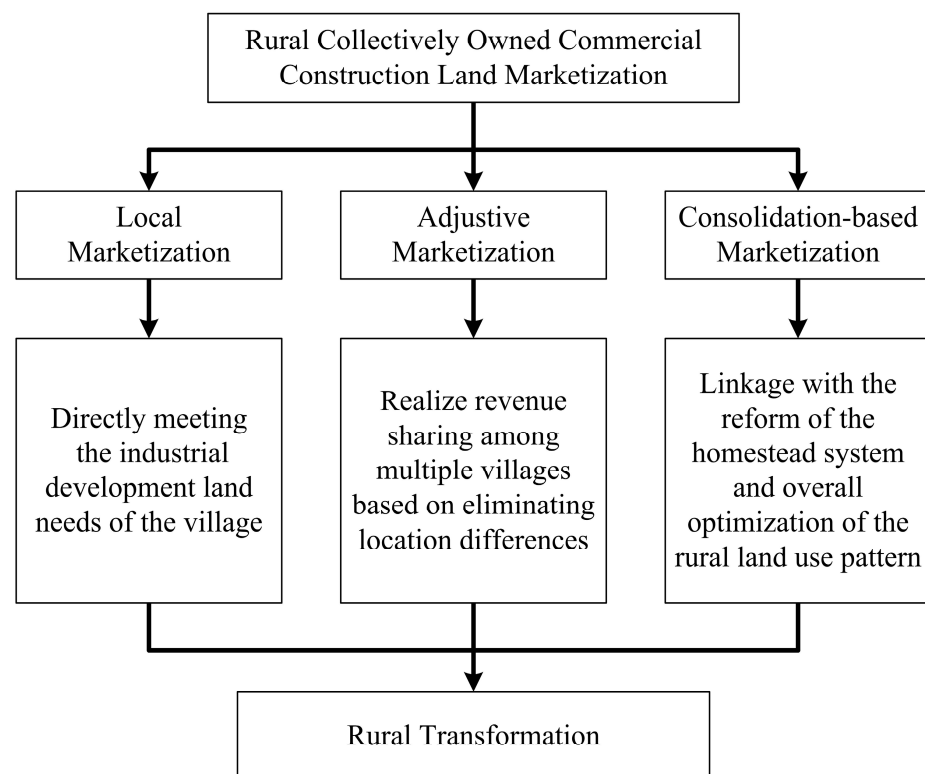 Rural Collectively Owned Commercial
Construction Land Marketization
Local
Marketization
Adjustive
Marketization
Consolidation-based
Marketization
Directly meeting
the industrial
development land
needs of the village
Realize revenue
sharing among
multiple villages
based on eliminating
location differences
Linkage with the
reform of the
homestead system
and overall
optimization of the
rural land use pattern
Rural Transformation